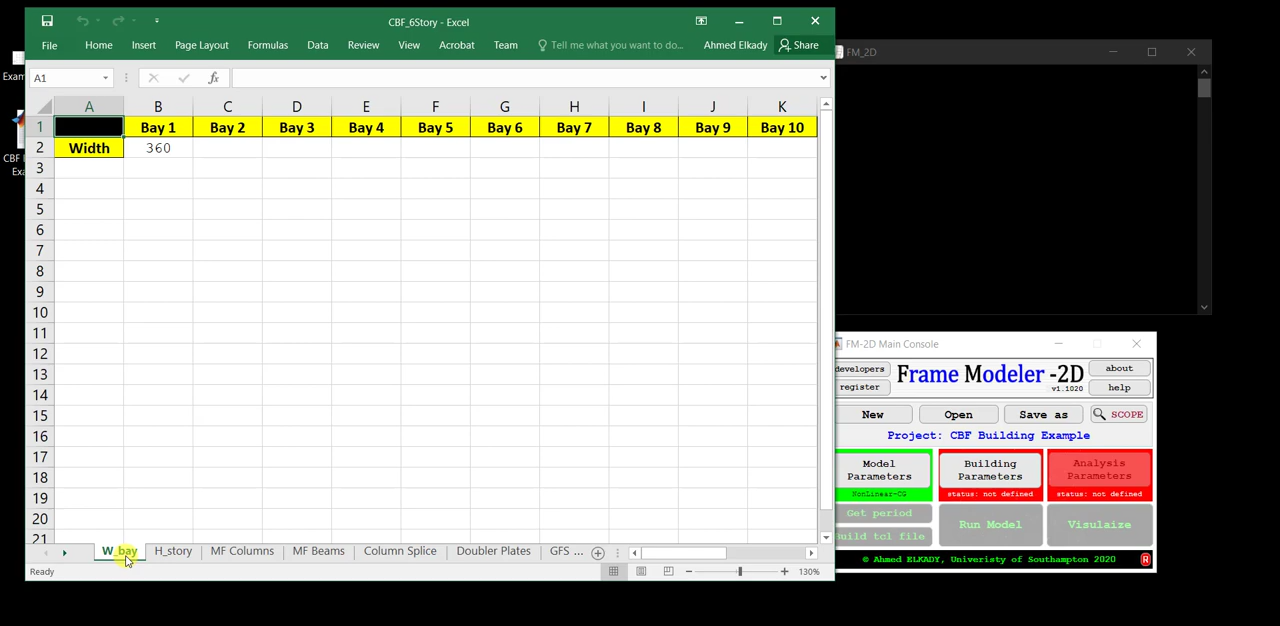 CBF_6Story - Excel
File Home Insert Page Layout Formulas Data Review View Acrobat Team Tell me what you want to do... Ahmed Elkady Share
A1 fx
A B C D E F G H I J K
1 Bay 1 Bay 2 Bay 3 Bay 4 Bay 5 Bay 6 Bay 7 Bay 8 Bay 9 Bay 10
2 Width 360
3
4
5
6
7
8
9
10
11
12
13
14
15
16
17
18
19
20
21
W_bay H_story MF Columns MF Beams Column Splice Doubler Plates GFS ...
Ready 130%
Exam
CBF
Exa
FM_2D
FM-2D Main Console
developers Frame Modeler -2D about
register v1.1020 help
New Open Save as SCOPE
Project: CBF Building Example
Model Parameters Building Parameters Analysis Parameters
NonLinear-CG status: not defined status: not defined
Get period Run Model Visulaize
Build tcl file
© Ahmed ELKADY, Univeristy of Southampton 2020 R